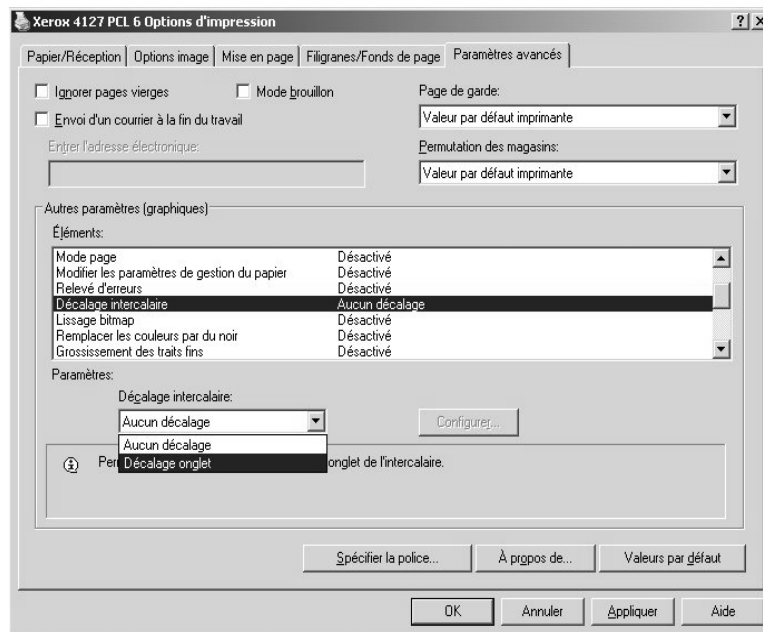 Xerox 4127 PCL 6 Options d'impression
Papier/Réception Options image Mise en page Filigranes/Fonds de page Paramètres avancés
Ignorer pages vierges Mode brouillon
Envoi d'un courrier à la fin du travail
Entrer l'adresse électronique:
Page de garde:
Valeur par défaut imprimante
Permutation des magasins:
Valeur par défaut imprimante
Autres paramètres (graphiques)
Éléments:
Mode page Désactivé
Modifier les paramètres de gestion du papier Désactivé
Relevé d'erreurs Désactivé
Décalage intercalaire Aucun décalage
Lissage bitmap Désactivé
Remplacer les couleurs par du noir Désactivé
Grossissement des traits fins Désactivé
Paramètres:
Décalage intercalaire:
Aucun décalage Configurer...
Aucun décalage
Décalage onglet
Per onglet de l'intercalaire.
Spécifier la police... À propos de... Valeurs par défaut
OK Annuler Appliquer Aide